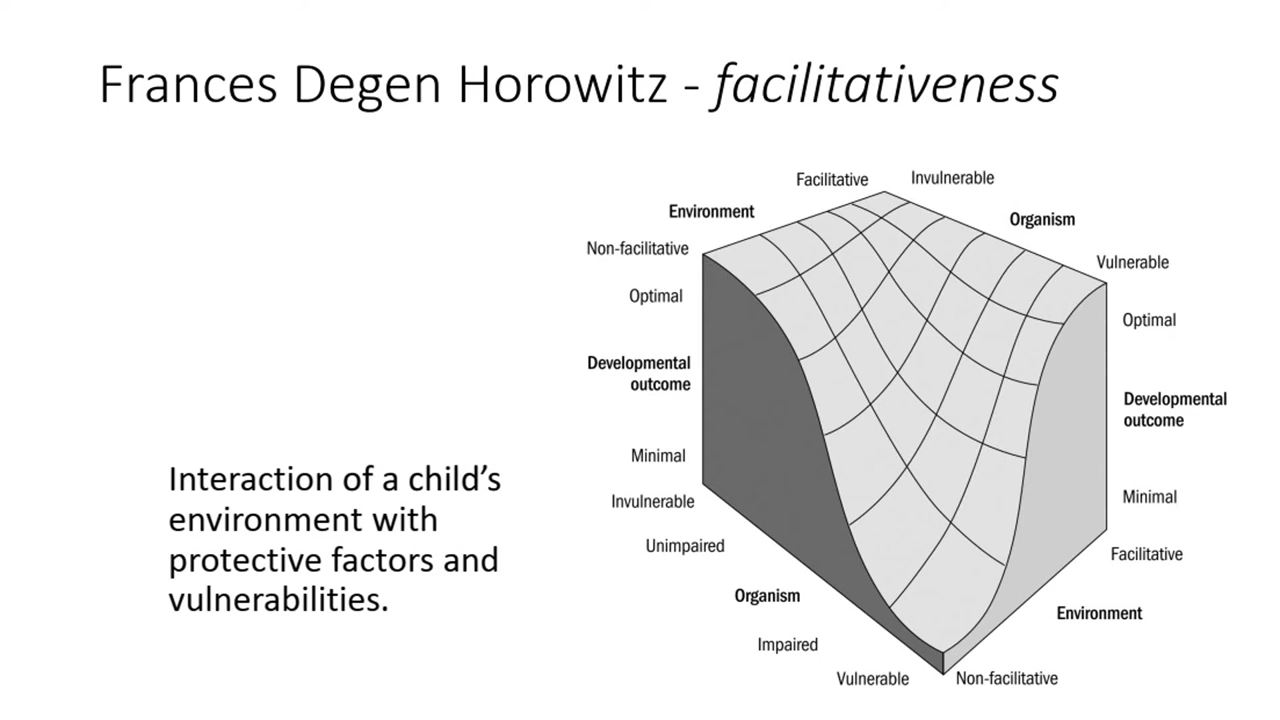 Frances Degen Horowitz - facilitativeness
Interaction of a child's
environment with
protective factors and
vulnerabilities.
Facilitative
Invulnerable
Environment
Organism
Non-facilitative
Vulnerable
Optimal
Optimal
Developmental
outcome
Developmental
outcome
Minimal
Minimal
Invulnerable
Unimpaired
Facilitative
Organism
Environment
Impaired
Vulnerable
Non-facilitative